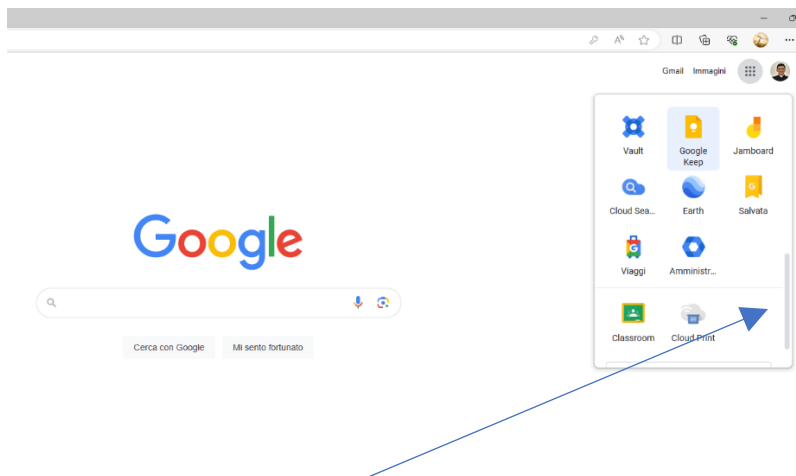 Gmail Immagini
Vault Google Keep Jamboard
Cloud Sea... Earth Salvata
Viaggi Amministr...
Classroom Cloud Print
Google
Cerca con Google Mi sento fortunato